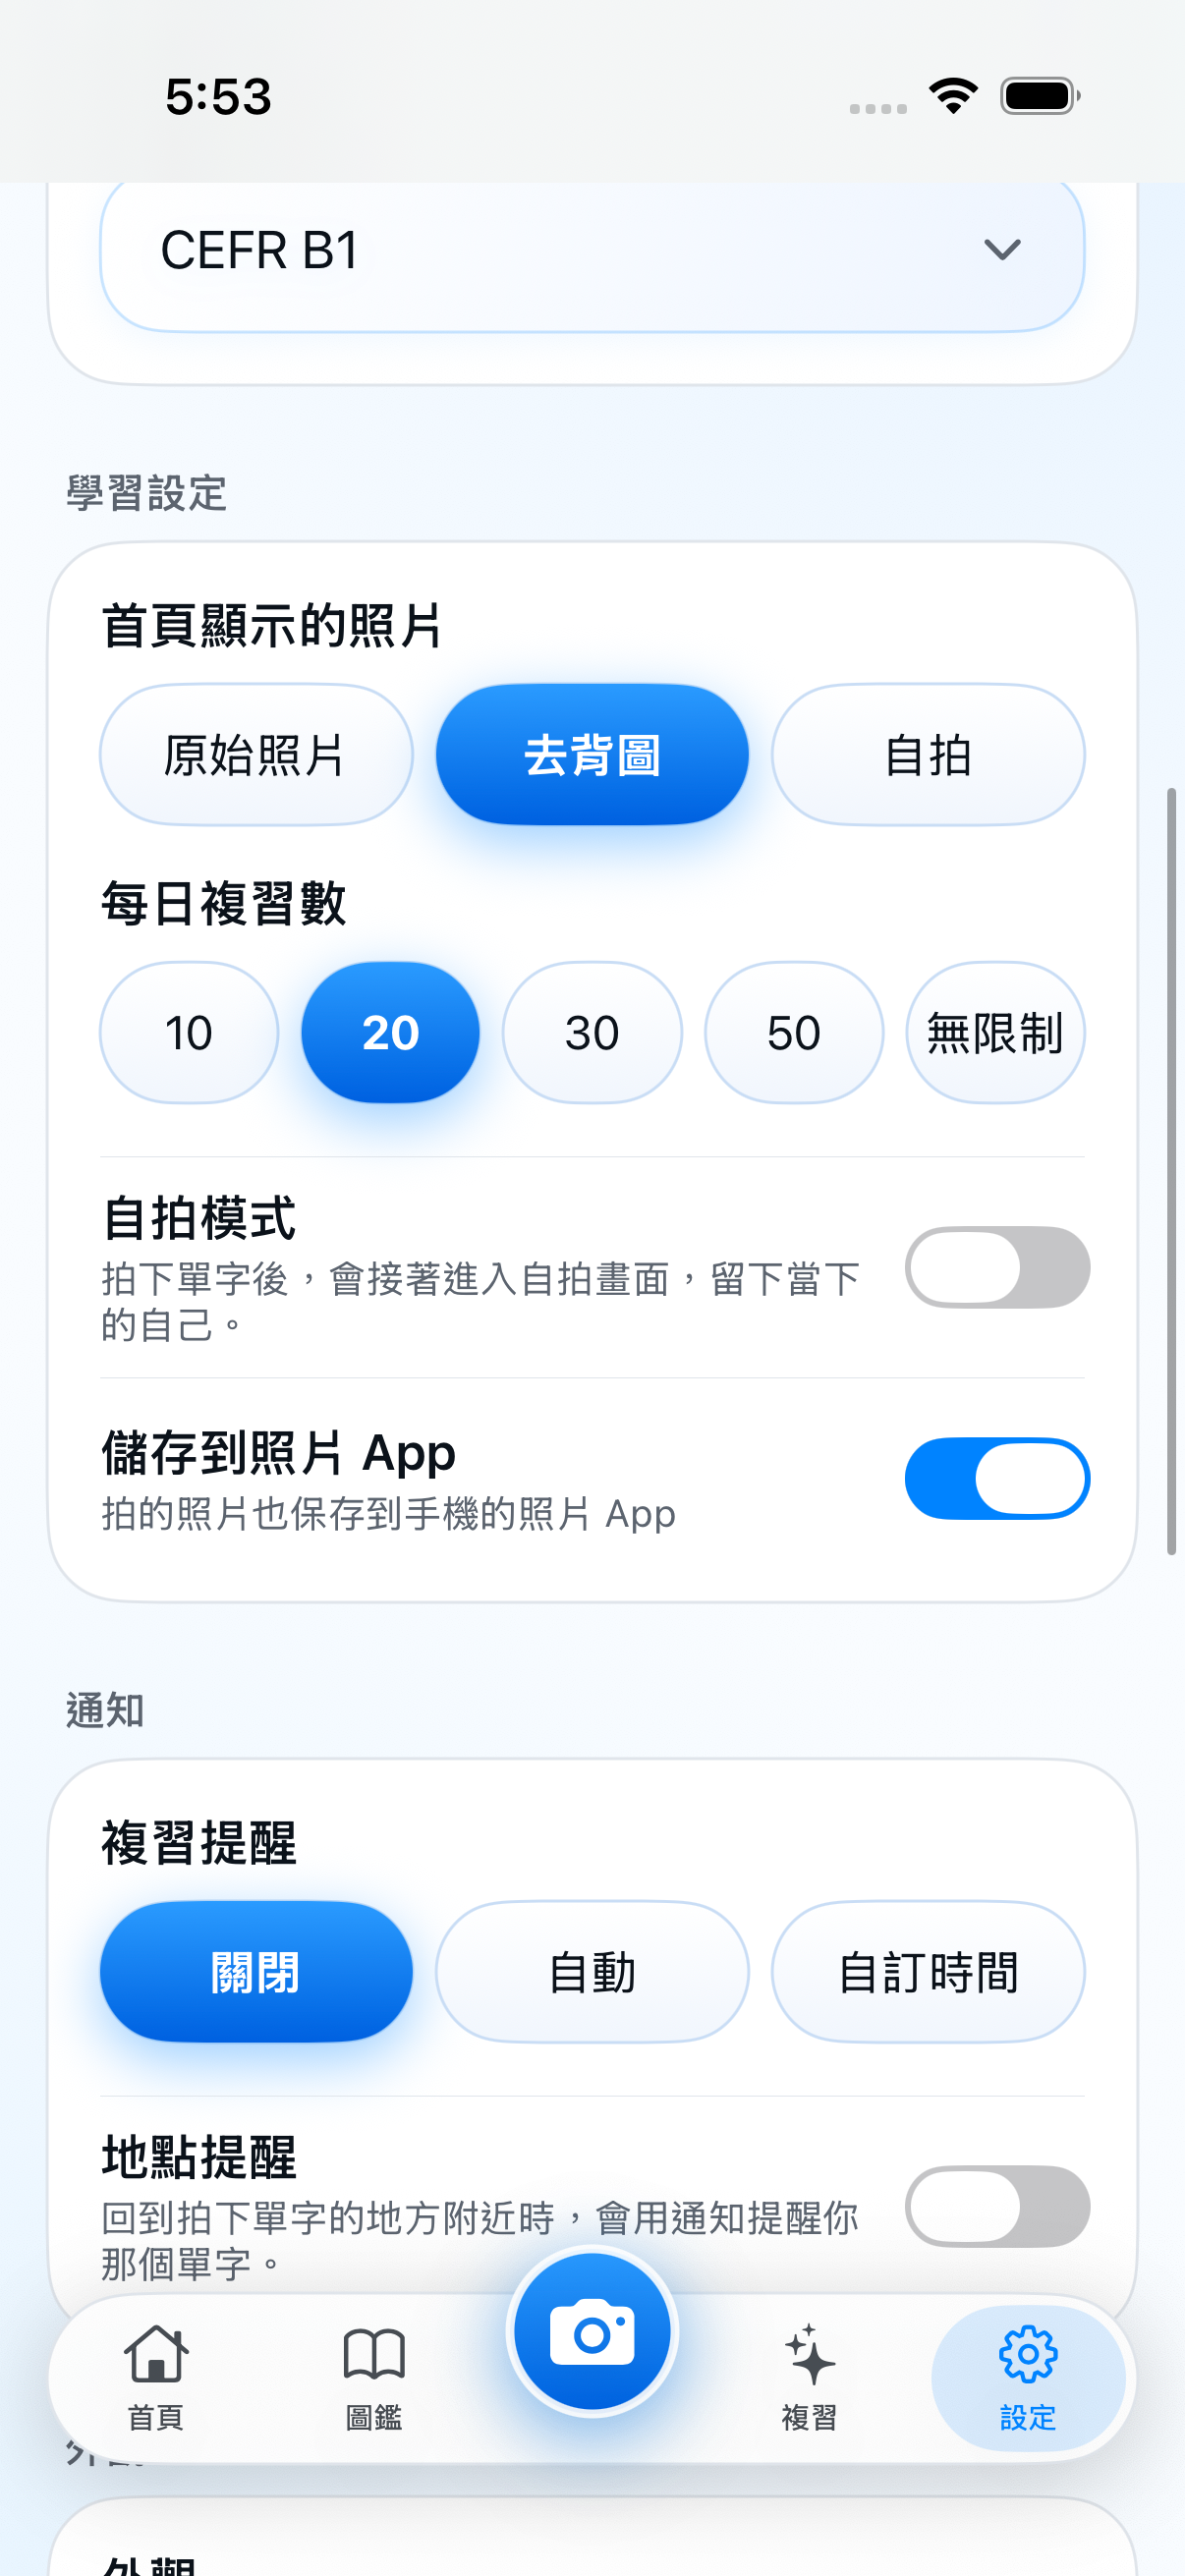 5:53
CEFR B1
學習設定
首頁顯示的照片
原始照片
去背圖
自拍
每日複習數
10
20
30
50
無限制
自拍模式
拍下單字後，會接著進入自拍畫面，留下當下
的自己。
儲存到照片 App
拍的照片也保存到手機的照片 App
通知
複習提醒
關閉
自動
自訂時間
地點提醒
回到拍下單字的地方附近時，會用通知提醒你
那個單字。
首頁
圖鑑
複習
設定
外觀